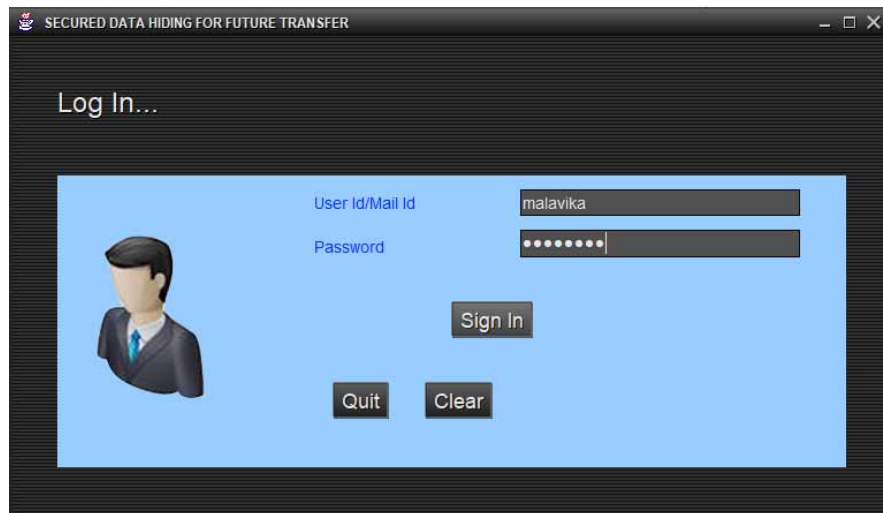 SECURED DATA HIDING FOR FUTURE TRANSFER
Log In...
User Id/Mail Id malavika
Password ••••••••
Sign In
Quit Clear